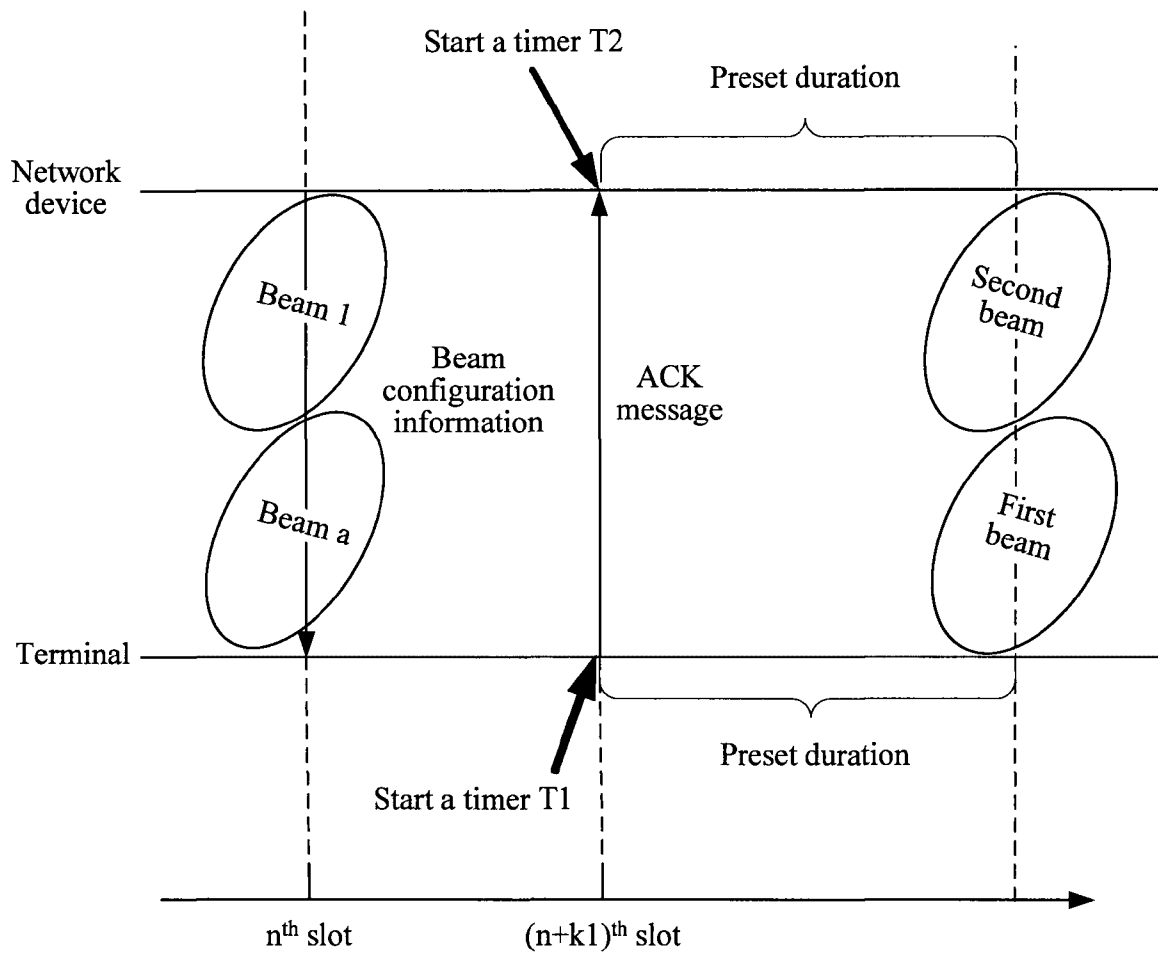 Start a timer T2
Preset duration
Network
device
Beam 1
Second
beam
Beam
configuration
information
ACK
message
Beam a
First
beam
Terminal
Preset duration
Start a timer T1
nth slot
(n+k1)th slot